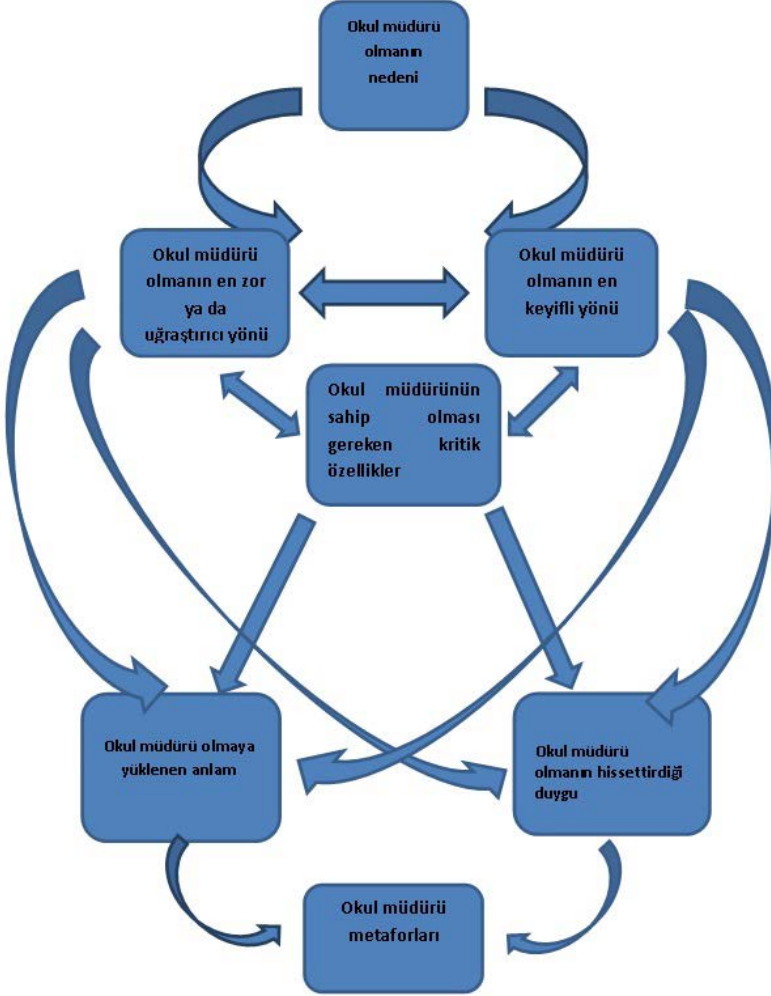 Okul müdürü
olmanın
nedeni
Okul müdürü
olmanın en zor
ya da
uğraştırıcı yönü
Okul müdürü
olmanın en
keyifli yönü
Okul müdürünün
sahip olması
gereken kritik
özellikler
Okul müdürü olmaya
yüklenen anlam
Okul müdürü
olmanın hissettirdiği
duygu
Okul müdürü
metaforları